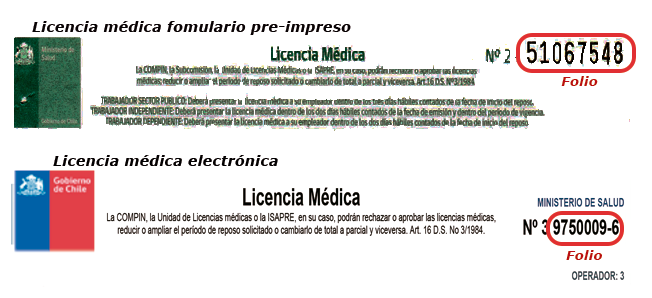 Licencia médica fomulario pre-impreso
Ministerio de
Salud
Gobierno de Chile
Licencia Médica
Nº 2 51067548
Folio
La COMPIN, la Subcomisión, la Unidad de Licencias Médicas o la ISAPRE, en su caso, podrán rechazar o aprobar las licencias
médicas; reducir o ampliar el período de reposo solicitado o cambiarlo de total a parcial y viceversa. Art.16 D.S. Nº3/1984.
TRABAJADOR SECTOR PUBLICO: Deberá presentar la licencia médica a su empleador dentro de los tres días hábiles contados de la fecha de inicio del reposo.
TRABAJADOR INDEPENDIENTE: Deberá presentar la licencia médica dentro de los dos días hábiles contados de la fecha de emisión y dentro del período de vigencia.
TRABAJADOR DEPENDIENTE: Deberá presentar la licencia médica a su empleador dentro de los dos días hábiles contados de la fecha de inicio del reposo.
Licencia médica electrónica
Gobierno
de Chile
Licencia Médica
La COMPIN, la Unidad de Licencias médicas o la ISAPRE, en su caso, podrán rechazar o aprobar las licencias médicas,
reducir o ampliar el período de reposo solicitado o cambiarlo de total a parcial y viceversa. Art. 16 D.S. No 3/1984.
MINISTERIO DE SALUD
Nº 3 9750009-6
Folio
OPERADOR: 3